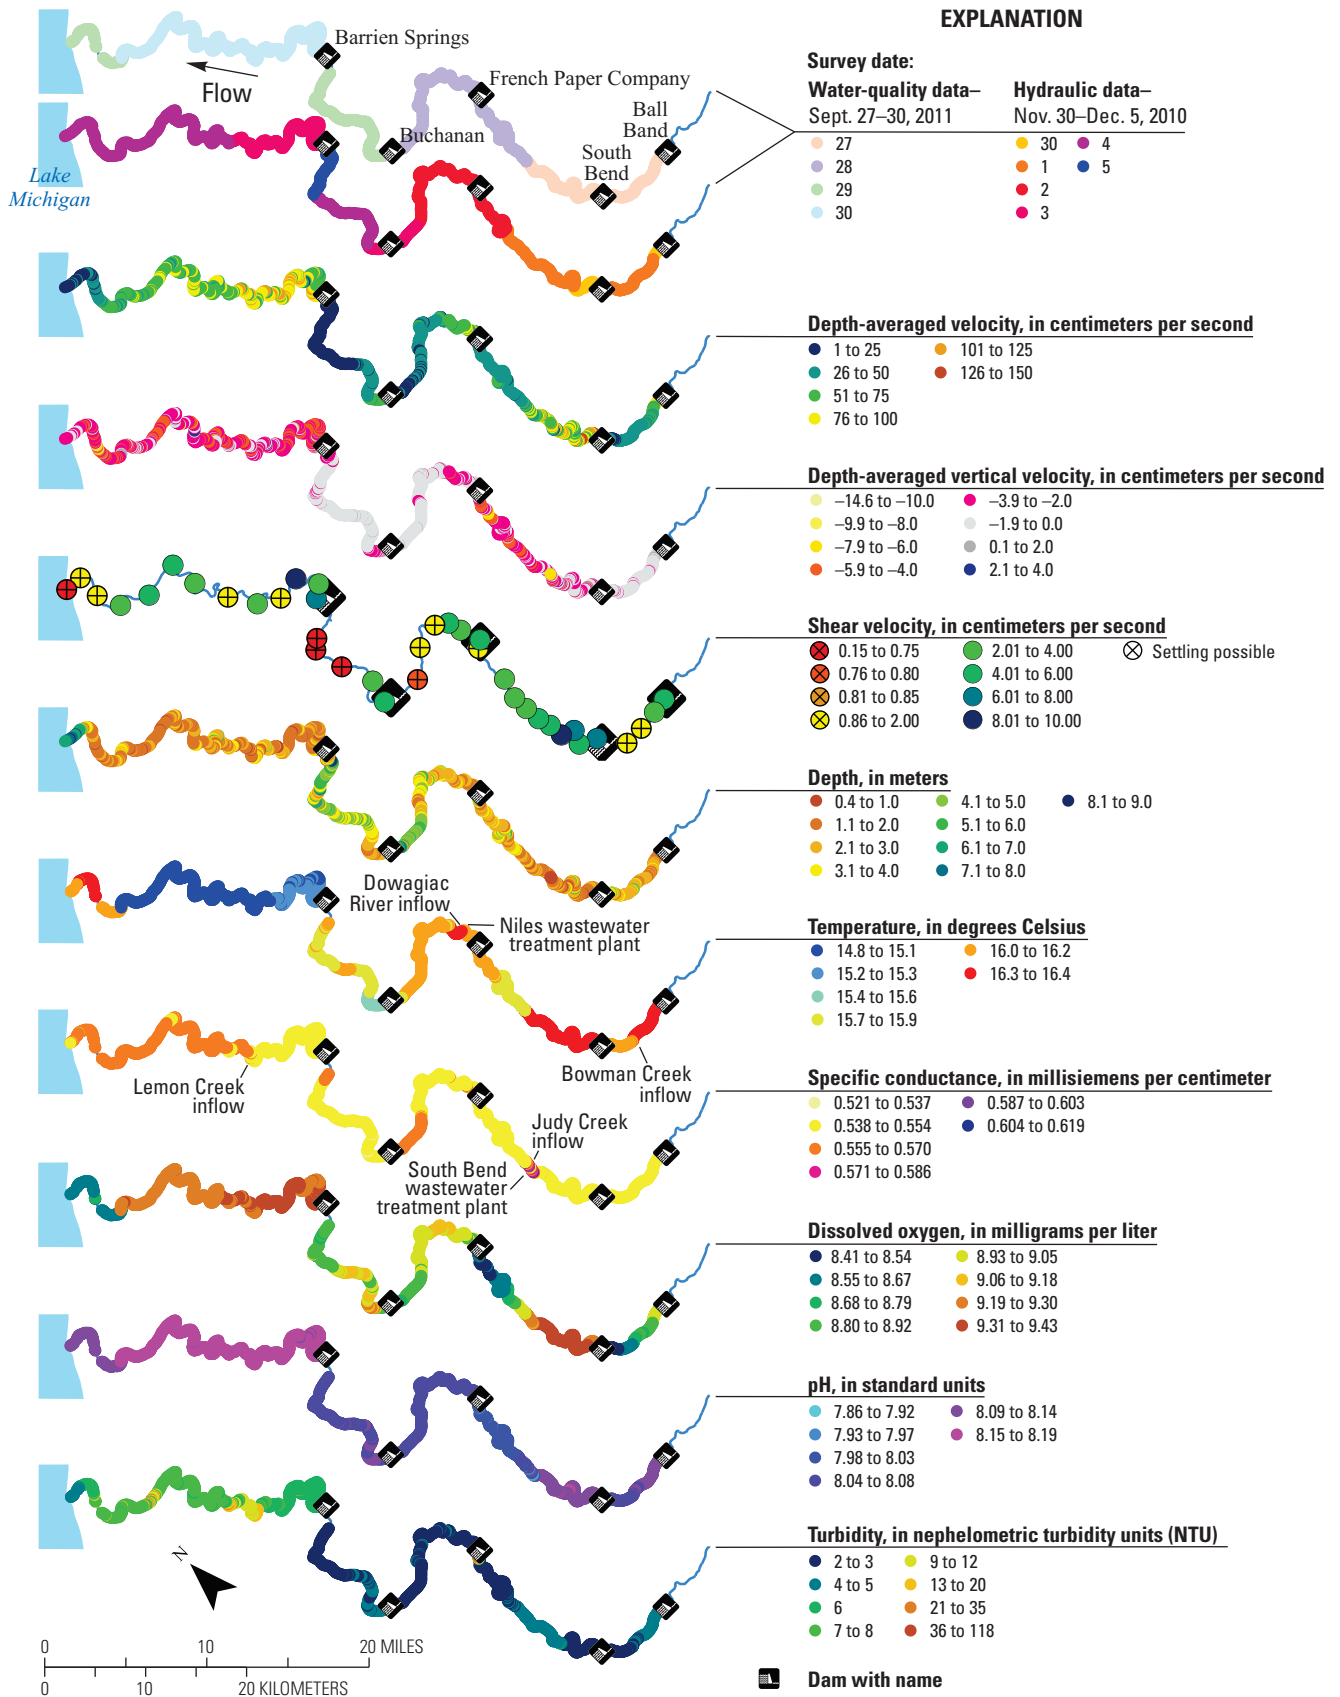 EXPLANATION
Survey date:
Water-quality data–
Sept. 27–30, 2011
27
28
29
30
Hydraulic data–
Nov. 30–Dec. 5, 2010
30
1
2
3
4
5
Barrien Springs
Flow
French Paper Company
Buchanan
Ball
Band
South
Bend
Lake
Michigan
Depth-averaged velocity, in centimeters per second
1 to 25
26 to 50
51 to 75
76 to 100
101 to 125
126 to 150
Depth-averaged vertical velocity, in centimeters per second
–14.6 to –10.0
–9.9 to –8.0
–7.9 to –6.0
–5.9 to –4.0
–3.9 to –2.0
–1.9 to 0.0
0.1 to 2.0
2.1 to 4.0
Shear velocity, in centimeters per second
0.15 to 0.75
0.76 to 0.80
0.81 to 0.85
0.86 to 2.00
2.01 to 4.00
4.01 to 6.00
6.01 to 8.00
8.01 to 10.00
Settling possible
Depth, in meters
0.4 to 1.0
1.1 to 2.0
2.1 to 3.0
3.1 to 4.0
4.1 to 5.0
5.1 to 6.0
6.1 to 7.0
7.1 to 8.0
8.1 to 9.0
Dowagiac
River inflow
Niles wastewater
treatment plant
Bowman Creek
inflow
Temperature, in degrees Celsius
14.8 to 15.1
15.2 to 15.3
15.4 to 15.6
15.7 to 15.9
16.0 to 16.2
16.3 to 16.4
Lemon Creek
inflow
Judy Creek
inflow
South Bend
wastewater
treatment plant
Specific conductance, in millisiemens per centimeter
0.521 to 0.537
0.538 to 0.554
0.555 to 0.570
0.571 to 0.586
0.587 to 0.603
0.604 to 0.619
Dissolved oxygen, in milligrams per liter
8.41 to 8.54
8.55 to 8.67
8.68 to 8.79
8.80 to 8.92
8.93 to 9.05
9.06 to 9.18
9.19 to 9.30
9.31 to 9.43
pH, in standard units
7.86 to 7.92
7.93 to 7.97
7.98 to 8.03
8.04 to 8.08
8.09 to 8.14
8.15 to 8.19
Turbidity, in nephelometric turbidity units (NTU)
2 to 3
4 to 5
6
7 to 8
9 to 12
13 to 20
21 to 35
36 to 118
N
0 10 20 MILES
0 10 20 KILOMETERS
Dam with name